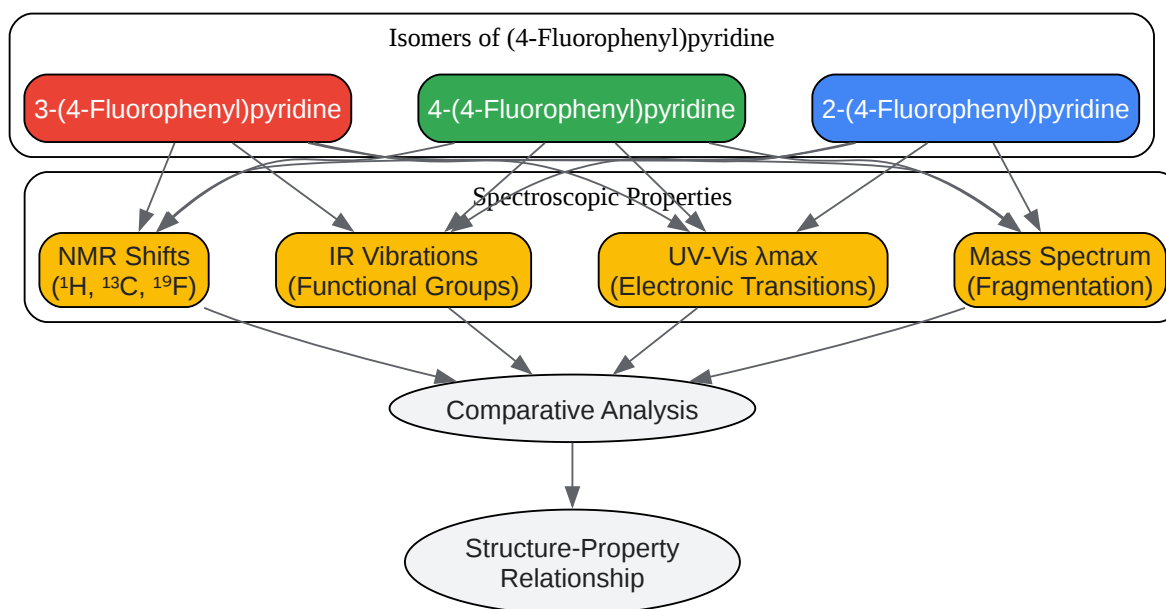 Isomers of (4-Fluorophenyl)pyridine
3-(4-Fluorophenyl)pyridine
4-(4-Fluorophenyl)pyridine
2-(4-Fluorophenyl)pyridine
Spectroscopic Properties
NMR Shifts
(¹H, ¹³C, ¹⁹F)
IR Vibrations
(Functional Groups)
UV-Vis λmax
(Electronic Transitions)
Mass Spectrum
(Fragmentation)
Comparative Analysis
Structure-Property
Relationship